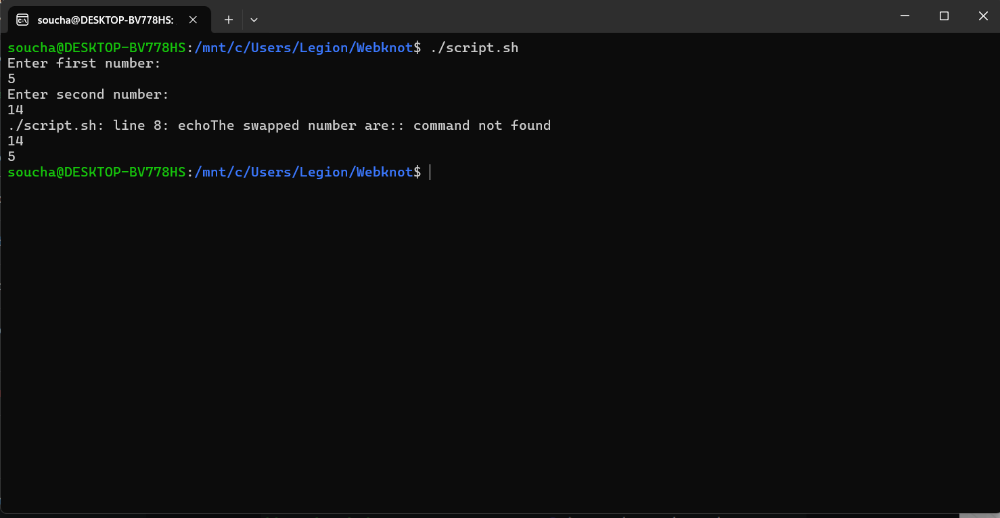 soucha@DESKTOP-BV778HS:
soucha@DESKTOP-BV778HS:/mnt/c/Users/Legion/Webknot$ ./script.sh
Enter first number:
5
Enter second number:
14
./script.sh: line 8: echoThe swapped number are:: command not found
14
5
soucha@DESKTOP-BV778HS:/mnt/c/Users/Legion/Webknot$